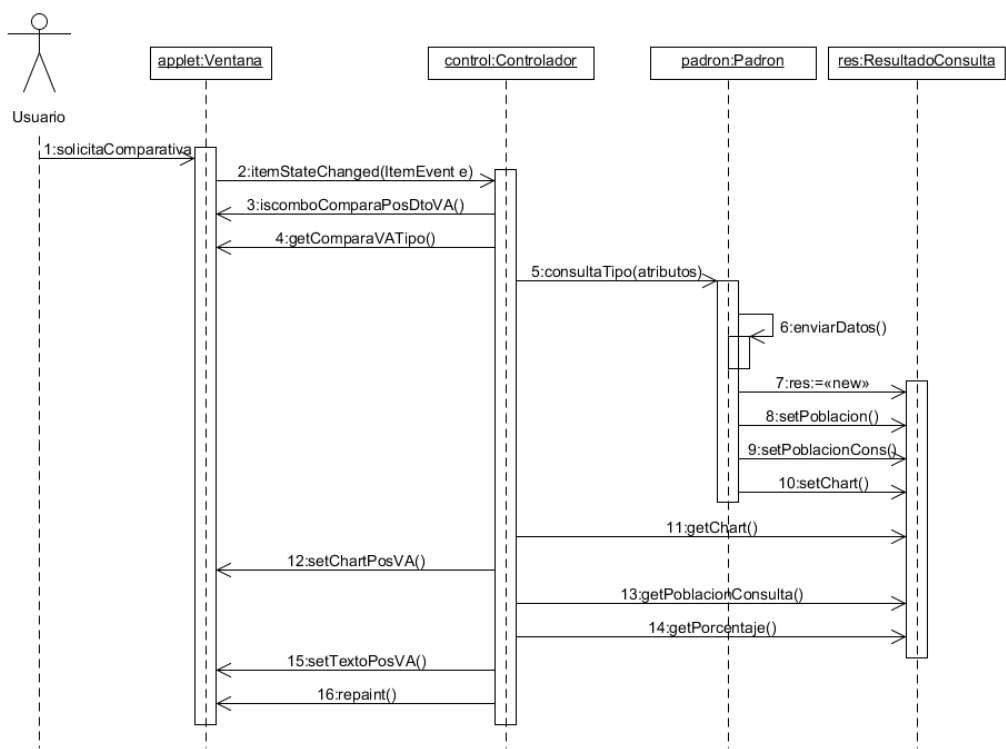 applet:Ventana
control:Controlador
padron:Padron
res:ResultadoConsulta
Usuario
1:solicitaComparativa
2:itemStateChanged(ItemEvent e)
3:iscomboComparaPosDtoVA()
4:getComparaVATipo()
5:consultaTipo(atributos)
6:enviarDatos()
7:res:=«new»
8:setPoblacion()
9:setPoblacionCons()
10:setChart()
11:getChart()
12:setChartPosVA()
13:getPoblacionConsulta()
14:getPorcentaje()
15:setTextoPosVA()
16:repaint()